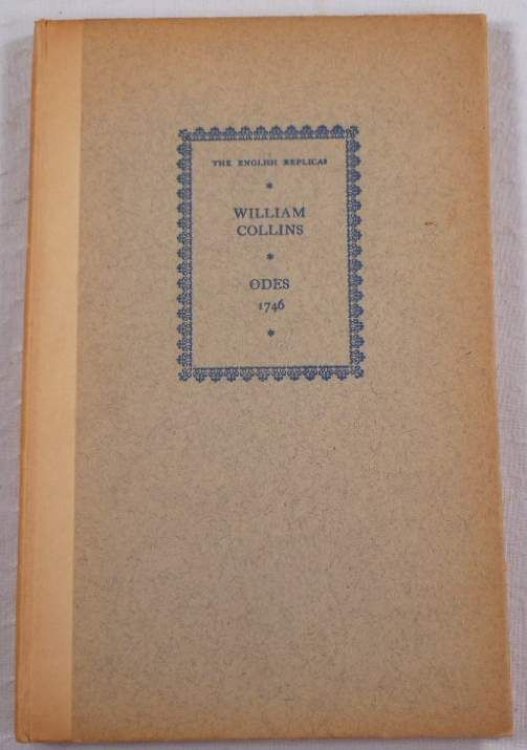 THE ENGLISH REPLICAS
*
WILLIAM
COLLINS
*
ODES
1746
*